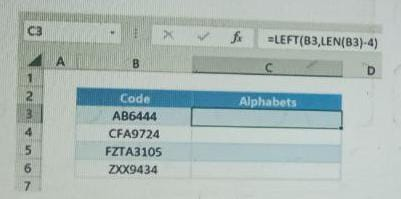 C3 fx =LEFT(B3,LEN(B3)-4)
A B C D
1
2 Code Alphabets
3 AB6444
4 CFA9724
5 FZTA3105
6 ZXX9434
7